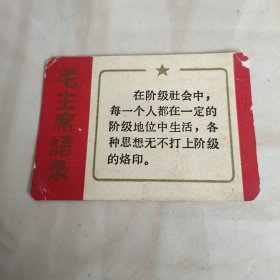 毛主席語录
在阶级社会中，
每一个人都在一定的
阶级地位中生活，各
种思想无不打上阶级
的烙印。